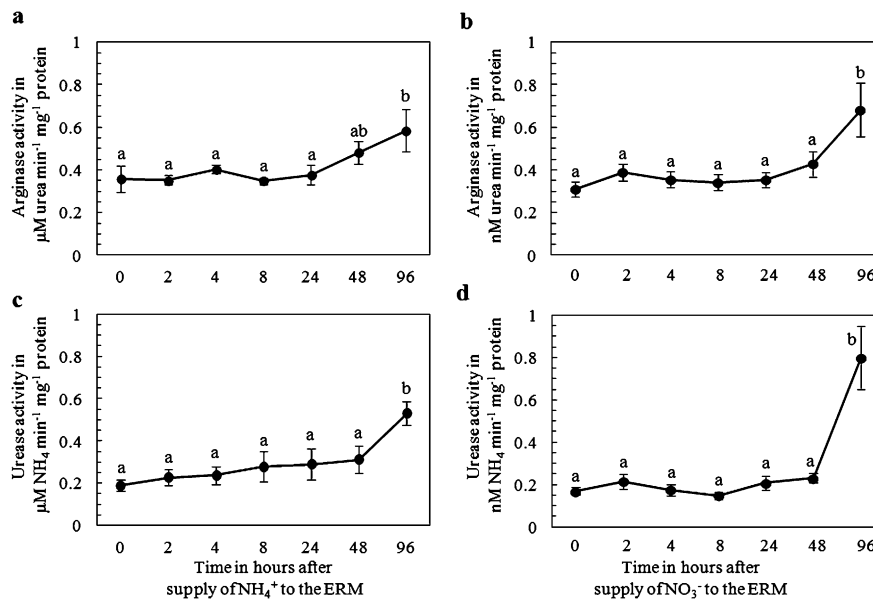 a
Arginase activity in
μM urea min⁻¹ mg⁻¹ protein
1
0.8
0.6
0.4
0.2
0
a a a a a ab b
0 2 4 8 24 48 96
b
Arginase activity in
nM urea min⁻¹ mg⁻¹ protein
1
0.8
0.6
0.4
0.2
0
a a a a a a b
0 2 4 8 24 48 96
c
Urease activity in
μM NH₄ min⁻¹ mg⁻¹ protein
1
0.8
0.6
0.4
0.2
0
a a a a a a b
0 2 4 8 24 48 96
Time in hours after
supply of NH₄⁺ to the ERM
d
Urease activity in
nM NH₄ min⁻¹ mg⁻¹ protein
1
0.8
0.6
0.4
0.2
0
a a a a a a b
0 2 4 8 24 48 96
Time in hours after
supply of NO₃⁻ to the ERM